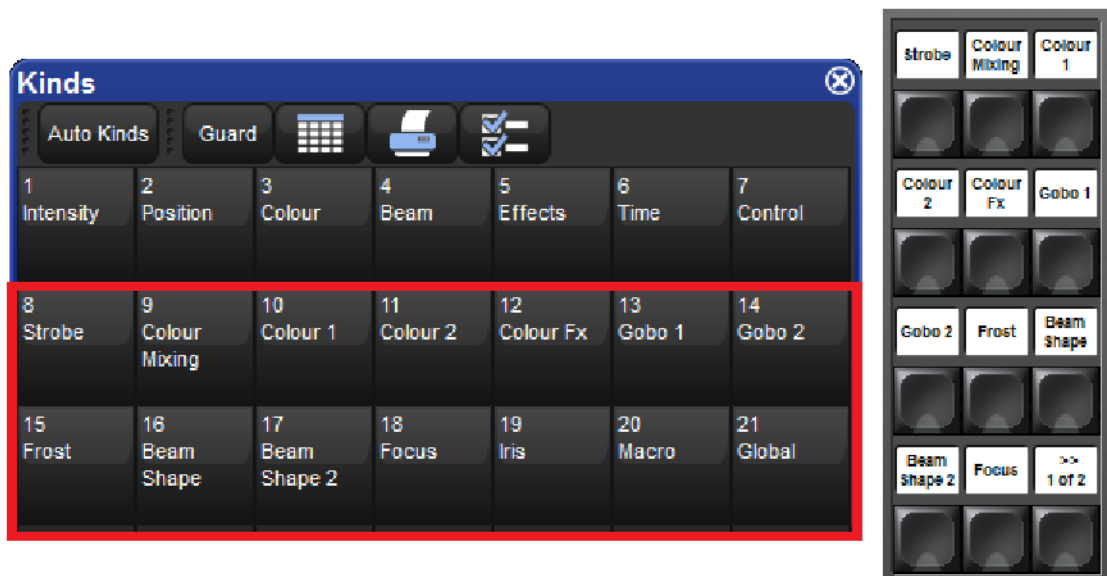 Kinds
Auto Kinds
Guard
1
2
3
4
5
6
7
Intensity
Position
Colour
Beam
Effects
Time
Control
8
9
10
11
12
13
14
Strobe
Colour
Mixing
Colour 1
Colour 2
Colour Fx
Gobo 1
Gobo 2
15
16
17
18
19
20
21
Frost
Beam
Shape
Beam
Shape 2
Focus
Iris
Macro
Global
Strobe
Colour
Mixing
Colour
1
Colour
2
Colour
Fx
Gobo 1
Gobo 2
Frost
Beam
Shape
Beam
Shape 2
Focus
>>
1 of 2